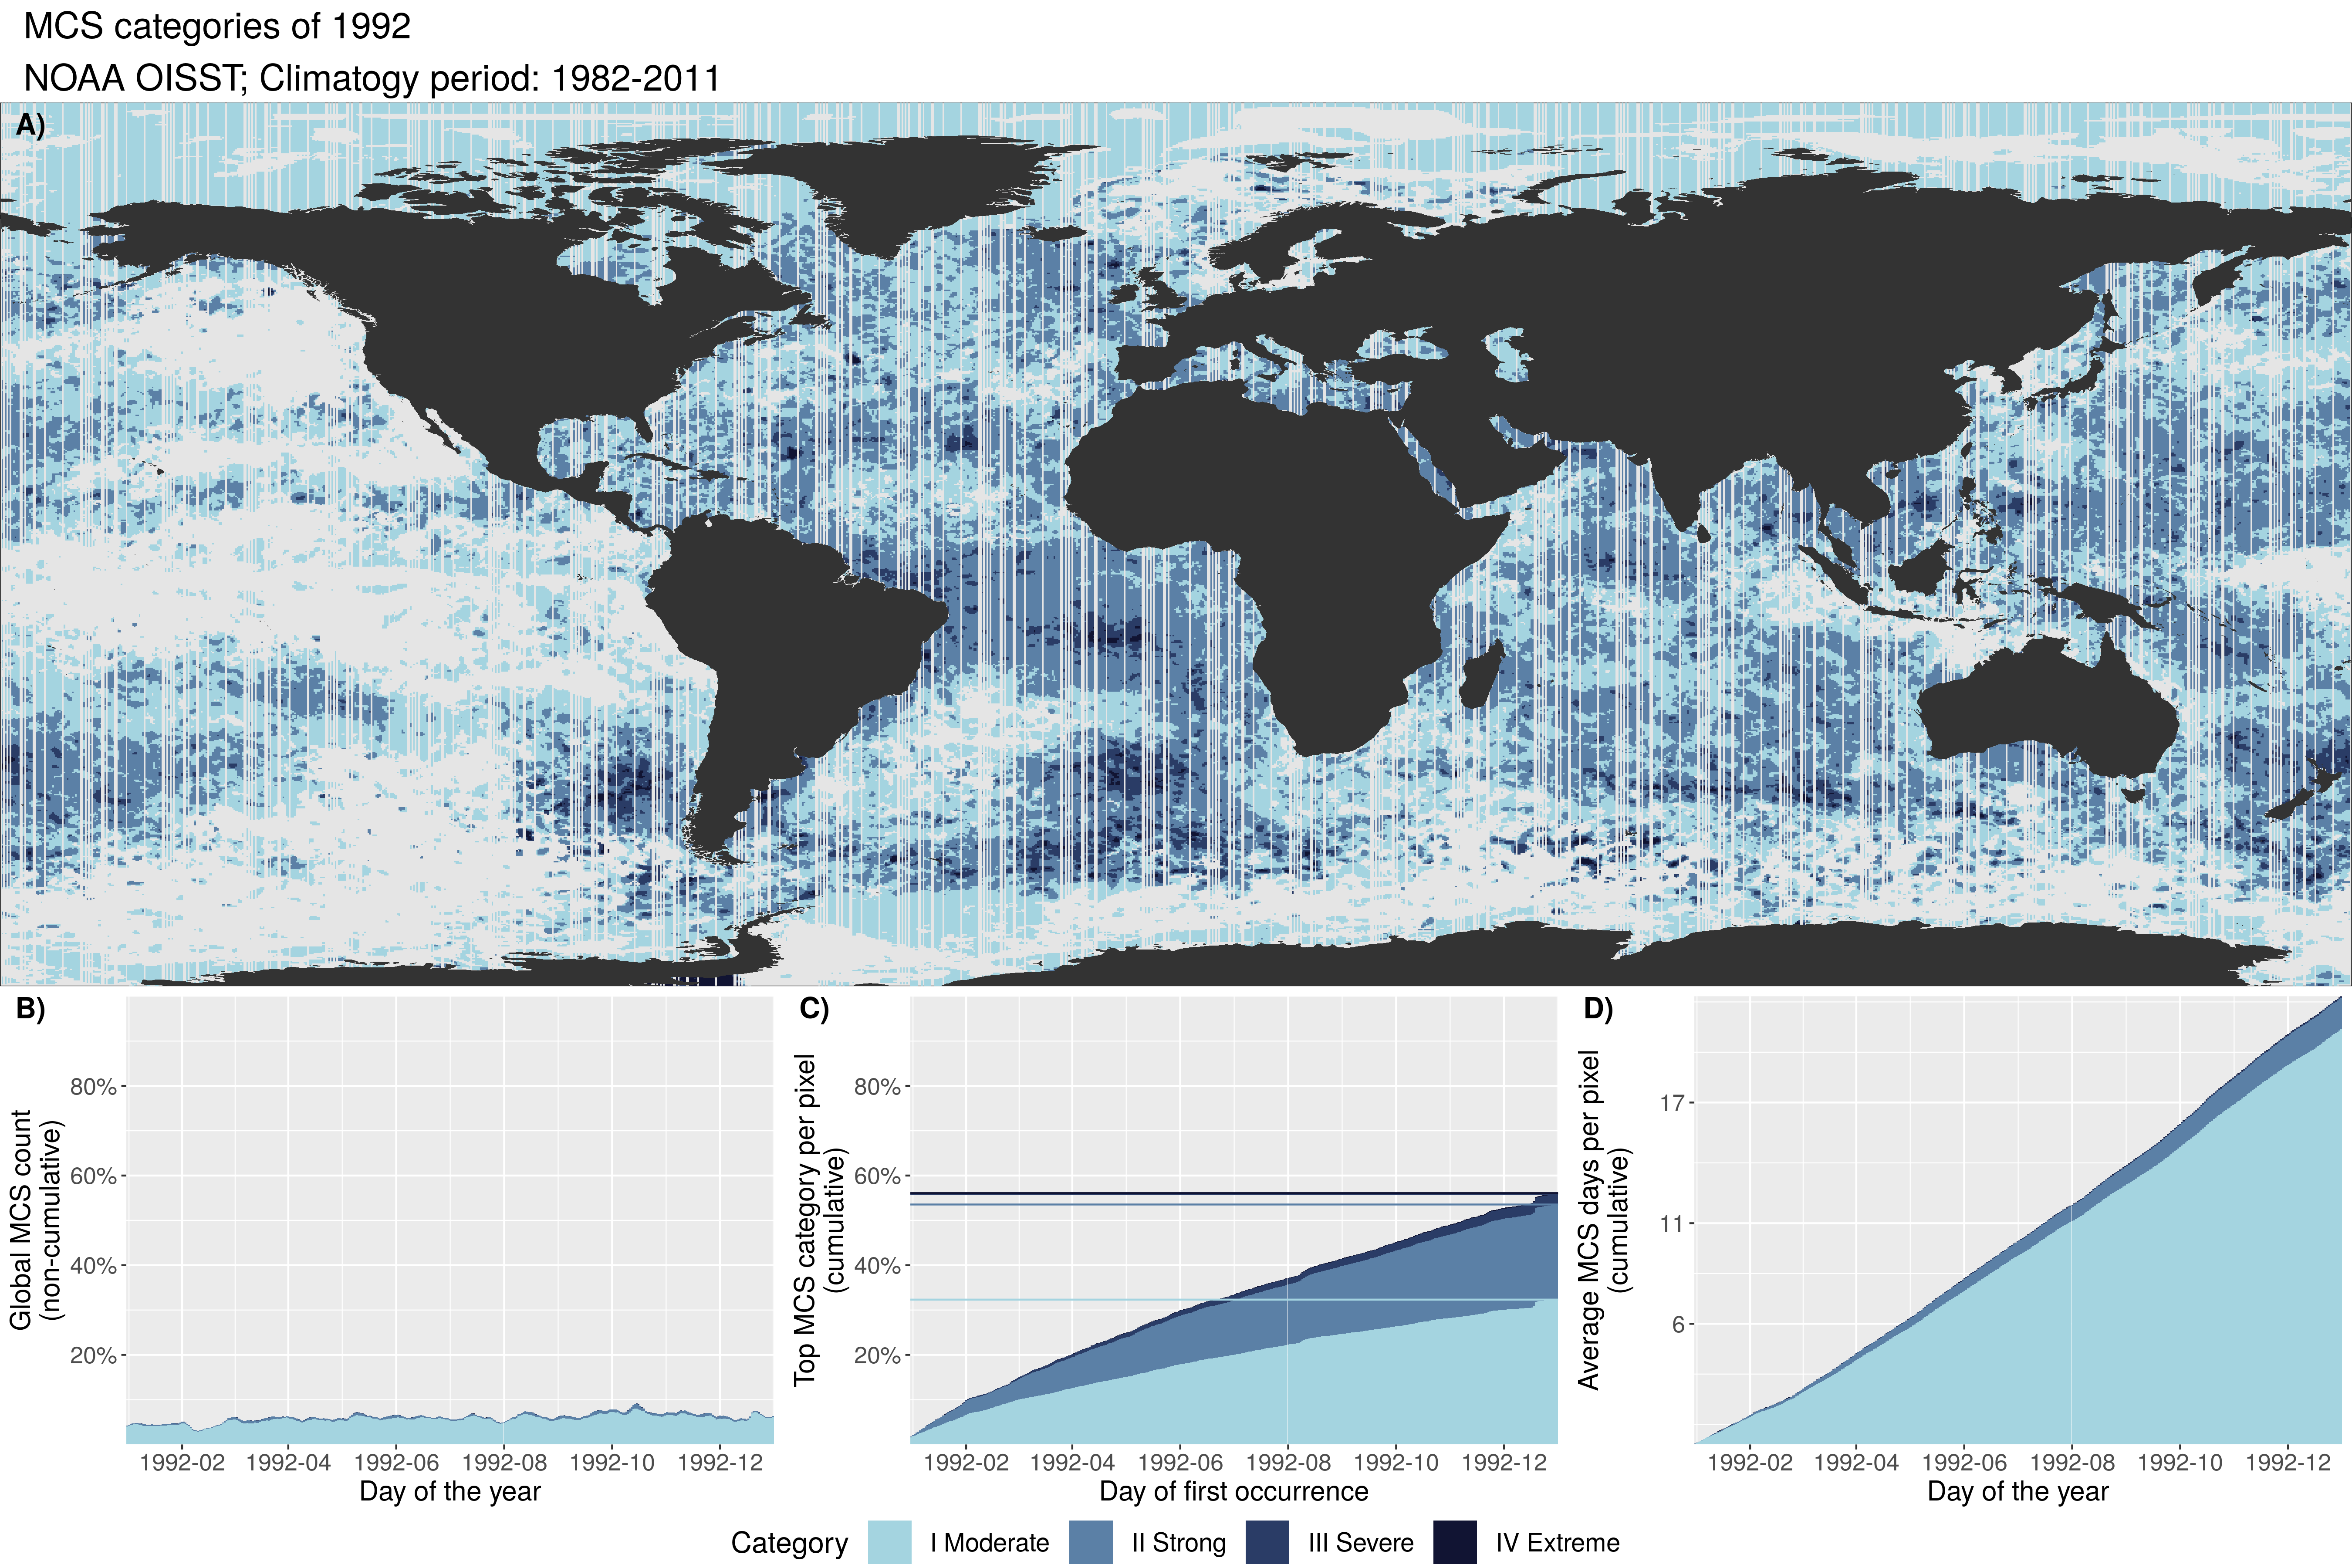 MCS categories of 1992
NOAA OISST; Climatogy period: 1982-2011
A)
B)
Global MCS count
(non-cumulative)
80%
60%
40%
20%
1992-02 1992-04 1992-06 1992-08 1992-10 1992-12
Day of the year
C)
Top MCS category per pixel
(cumulative)
80%
60%
40%
20%
1992-02 1992-04 1992-06 1992-08 1992-10 1992-12
Day of first occurrence
D)
Average MCS days per pixel
(cumulative)
17
11
6
1992-02 1992-04 1992-06 1992-08 1992-10 1992-12
Day of the year
Category I Moderate II Strong III Severe IV Extreme